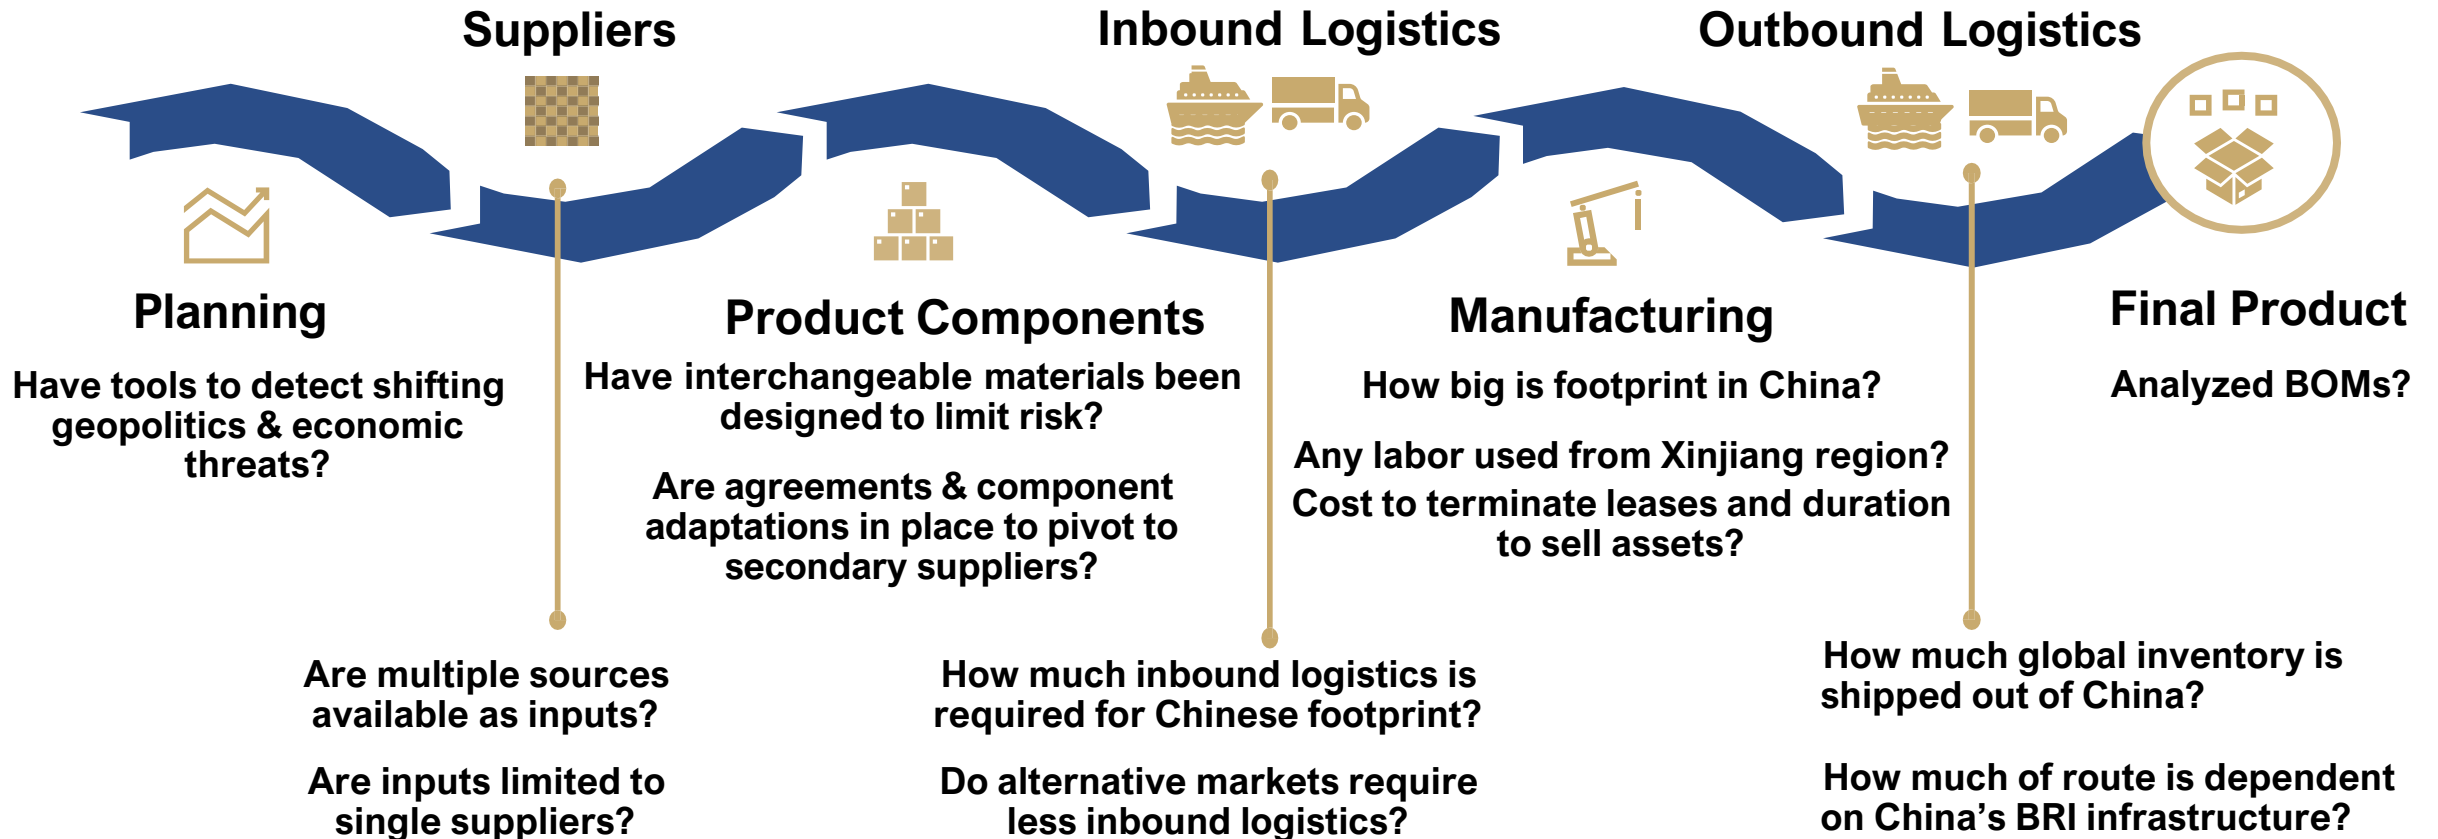 Suppliers
Inbound Logistics
Outbound Logistics
Planning
Have tools to detect shifting
geopolitics & economic
threats?
Product Components
Have interchangeable materials been
designed to limit risk?
Are agreements & component
adaptations in place to pivot to
secondary suppliers?
Manufacturing
How big is footprint in China?
Any labor used from Xinjiang region?
Cost to terminate leases and duration
to sell assets?
Final Product
Analyzed BOMs?
Are multiple sources
available as inputs?
Are inputs limited to
single suppliers?
How much inbound logistics is
required for Chinese footprint?
Do alternative markets require
less inbound logistics?
How much global inventory is
shipped out of China?
How much of route is dependent
on China’s BRI infrastructure?